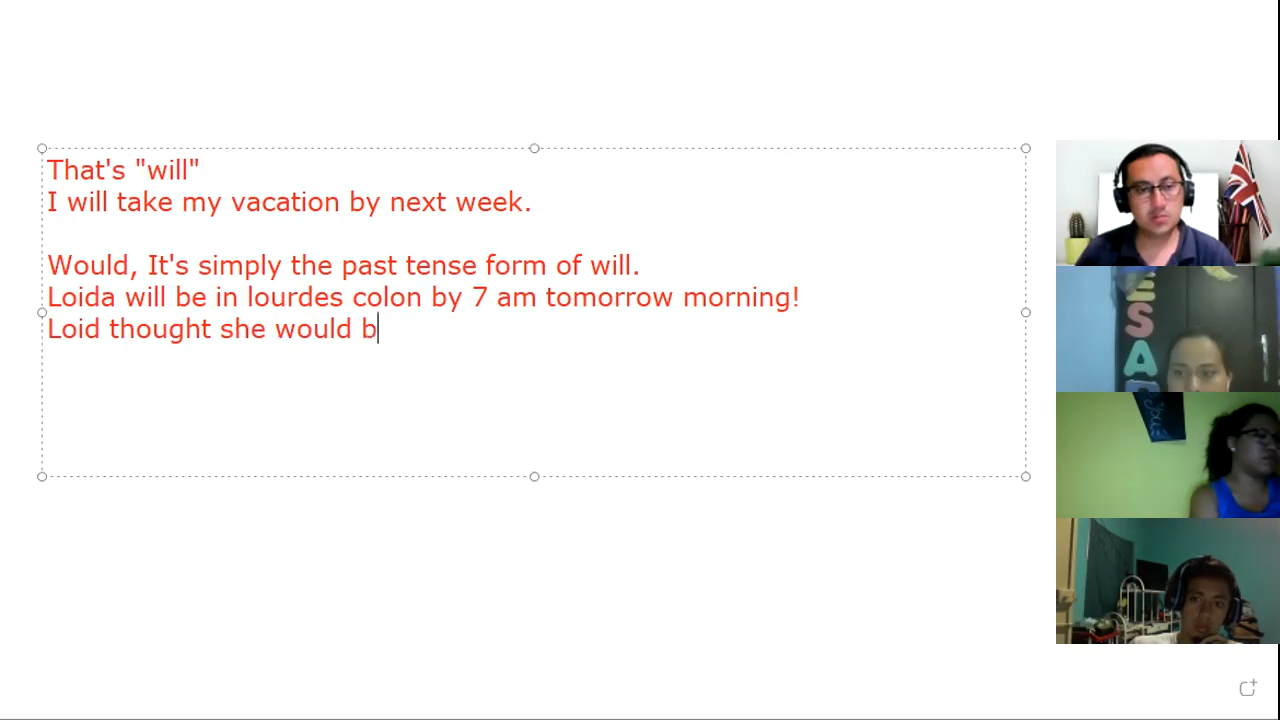 That's "will"
I will take my vacation by next week.
Would, It's simply the past tense form of will.
Loida will be in lourdes colon by 7 am tomorrow morning!
Loid thought she would b
ESA